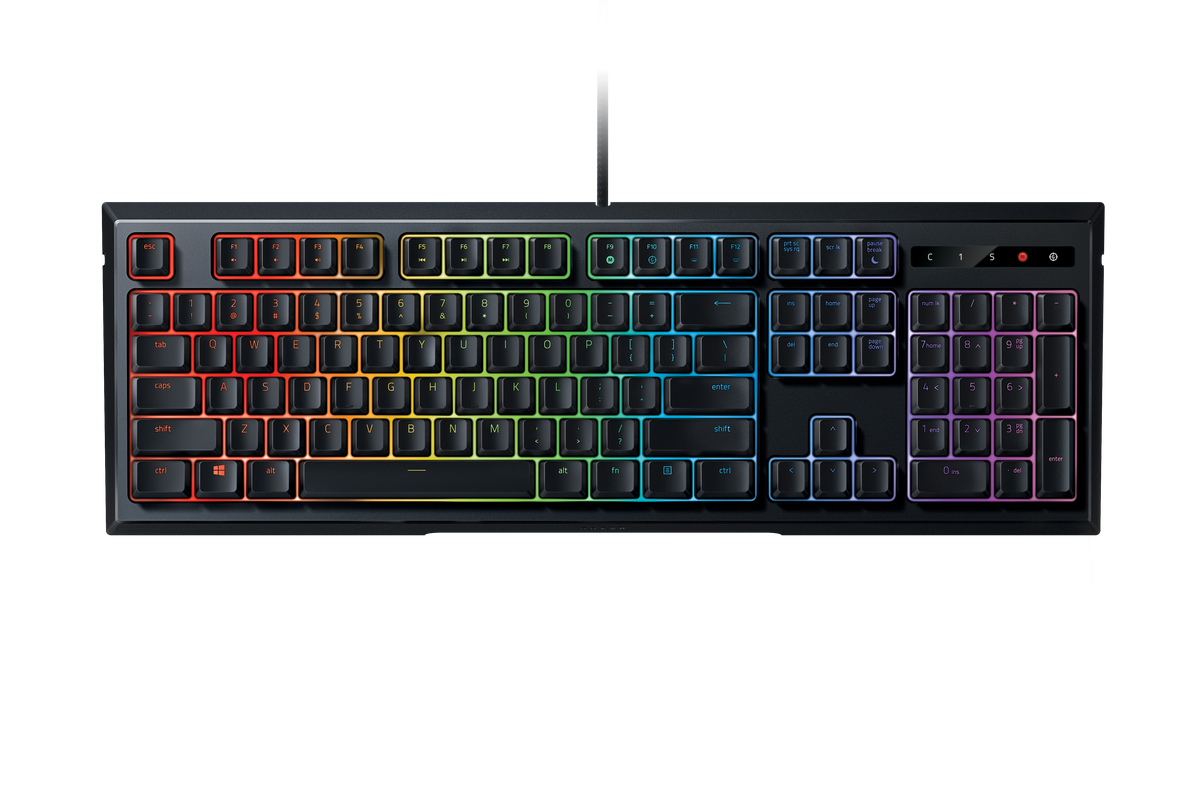 esc F1 F2 F3 F4 F5 F6 F7 F8 F9 F10 F11 F12 prt sc scr lk pause
sys rq break
M
C 1 S
1 2 3 4 5 6 7 8 9 0 - = ins home page up num lk / * -
! @ # $ % ^ & * ( ) _ +
tab Q W E R T Y U I O P [ ] \ del end page down 7 home 8 9 pg up +
{ } |
caps A S D F G H J K L ; ' enter 4 < 5 6 >
:
shift Z X C V B N M , . / shift 1 end 2 3 pg dn enter
< > ?
ctrl alt alt fn ctrl 0 ins . del